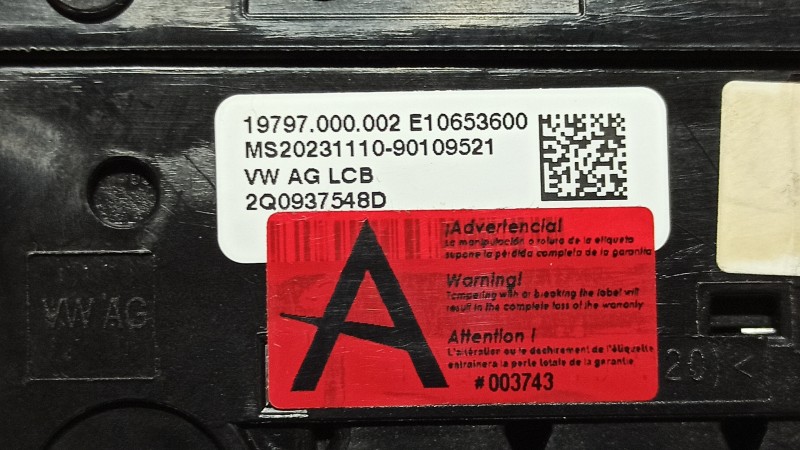 19797.000.002 E10653600
MS20231110-90109521
VW AG LCB
2Q0937548D
¡Advertencia!
La manipulación o rotura de la etiqueta
supone la pérdida completa de la garantía
Warning!
Tampering with or breaking the label will
result in the complete loss of the warranty
Attention !
L'altération ou le déchirement de l'étiquette
entraînera la perte totale de la garantie
#003743
A
VW AG
20)<